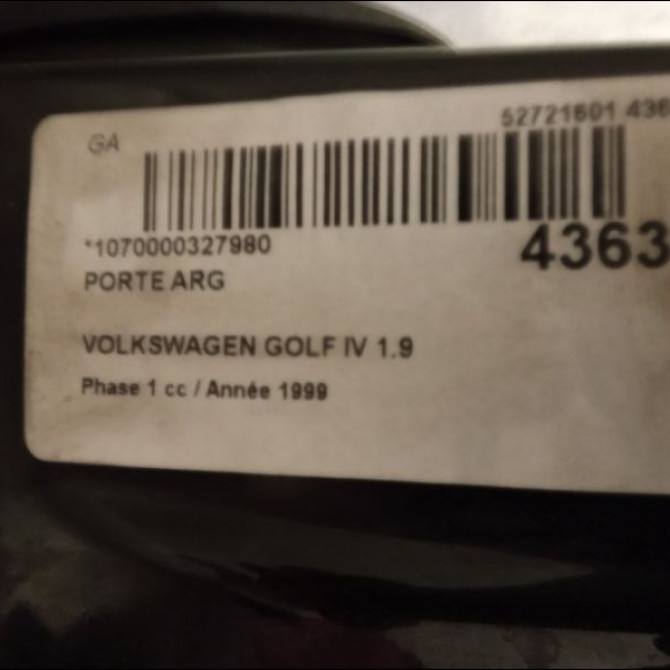 GA
52721601 436
*1070000327980
4363
PORTE ARG
VOLKSWAGEN GOLF IV 1.9
Phase 1 cc / Année 1999